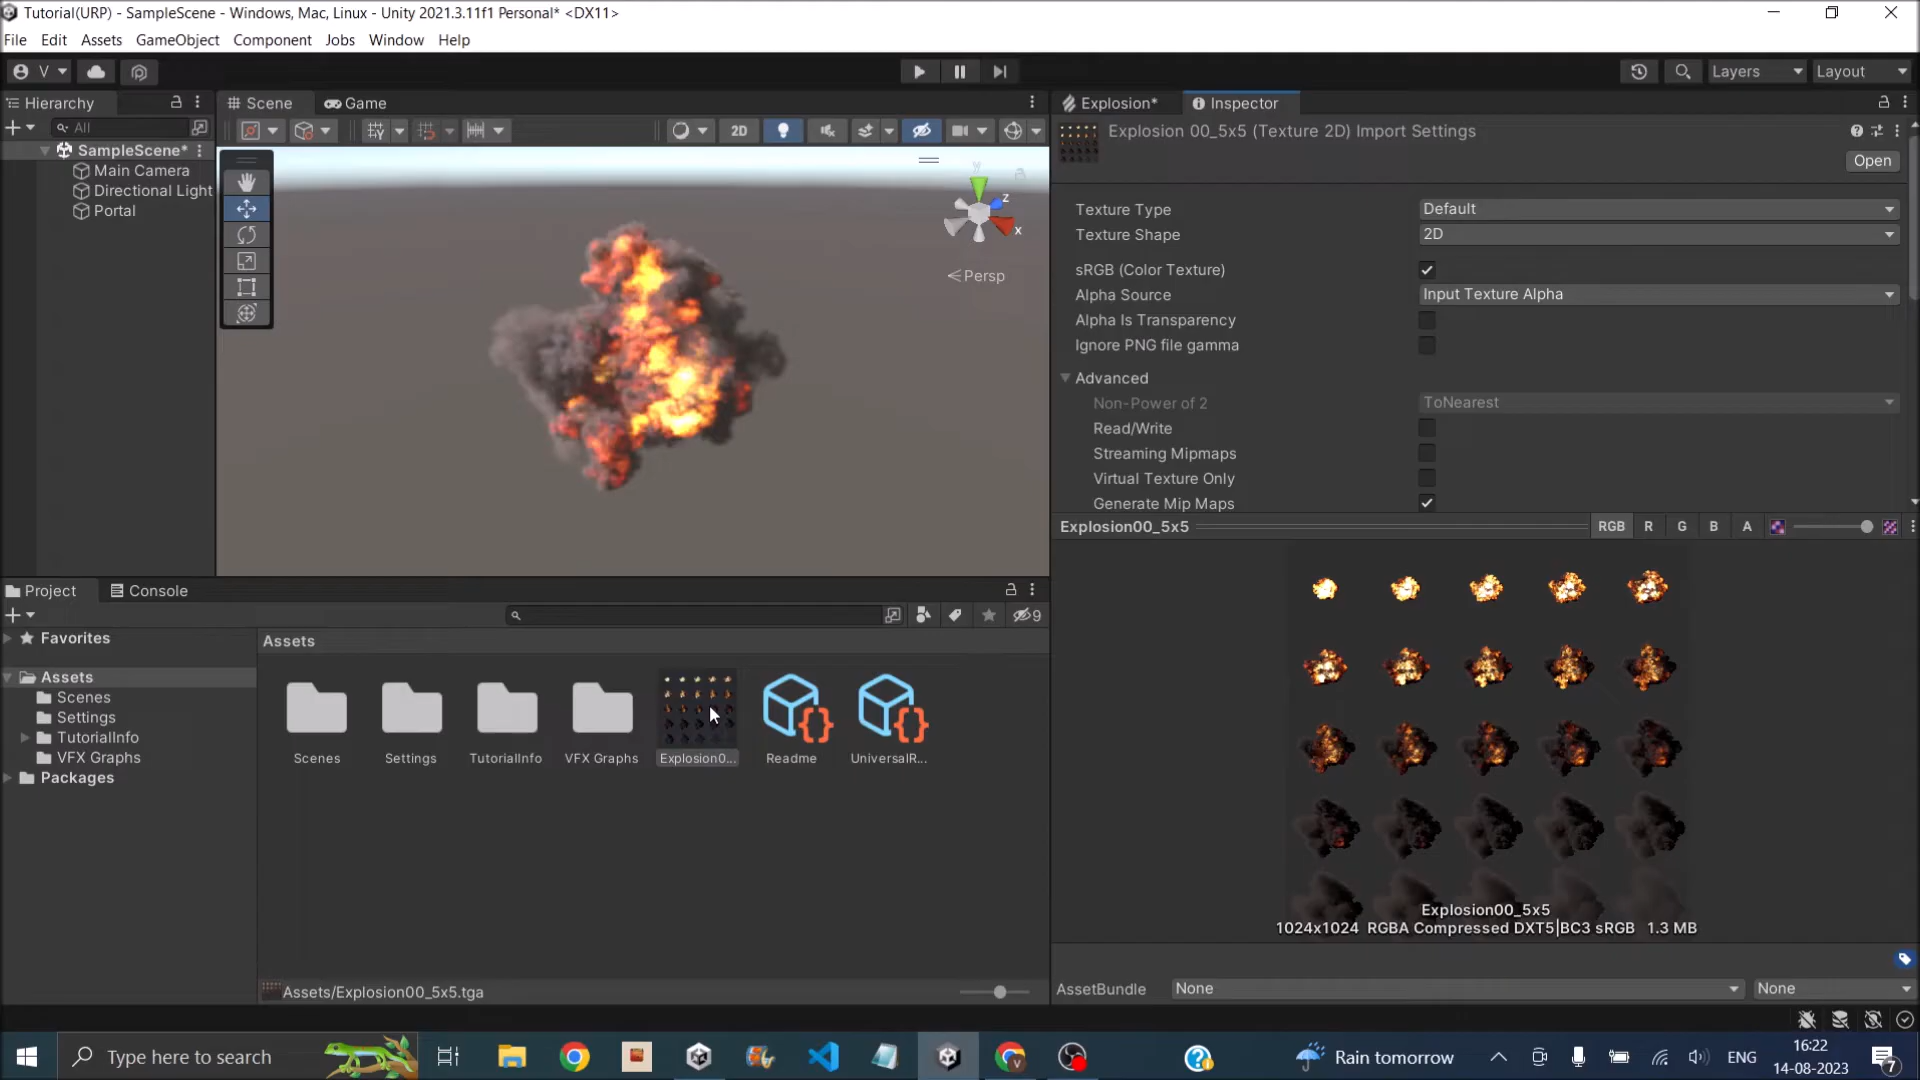 Tutorial(URP) - SampleScene - Windows, Mac, Linux - Unity 2021.3.11f1 Personal* <DX11>
File Edit Assets GameObject Component Jobs Window Help
V Layers Layout
Hierarchy
All
SampleScene*
Main Camera
Directional Light
Portal
Scene Game
2D
y
z
x
Persp
Explosion* Inspector
Explosion 00_5x5 (Texture 2D) Import Settings
Open
Texture Type Default
Texture Shape 2D
sRGB (Color Texture)
Alpha Source Input Texture Alpha
Alpha Is Transparency
Ignore PNG file gamma
Advanced
Non-Power of 2 ToNearest
Read/Write
Streaming Mipmaps
Virtual Texture Only
Generate Mip Maps
Explosion00_5x5 RGB R G B A
Explosion00_5x5
1024x1024 RGBA Compressed DXT5|BC3 sRGB 1.3 MB
AssetBundle None None
Project Console
9
Favorites
Assets
Scenes
Settings
TutorialInfo
VFX Graphs
Packages
Assets
Scenes Settings TutorialInfo VFX Graphs Explosion0... Readme UniversalR...
Assets/Explosion00_5x5.tga
Type here to search
Rain tomorrow
ENG
16:22
14-08-2023
7